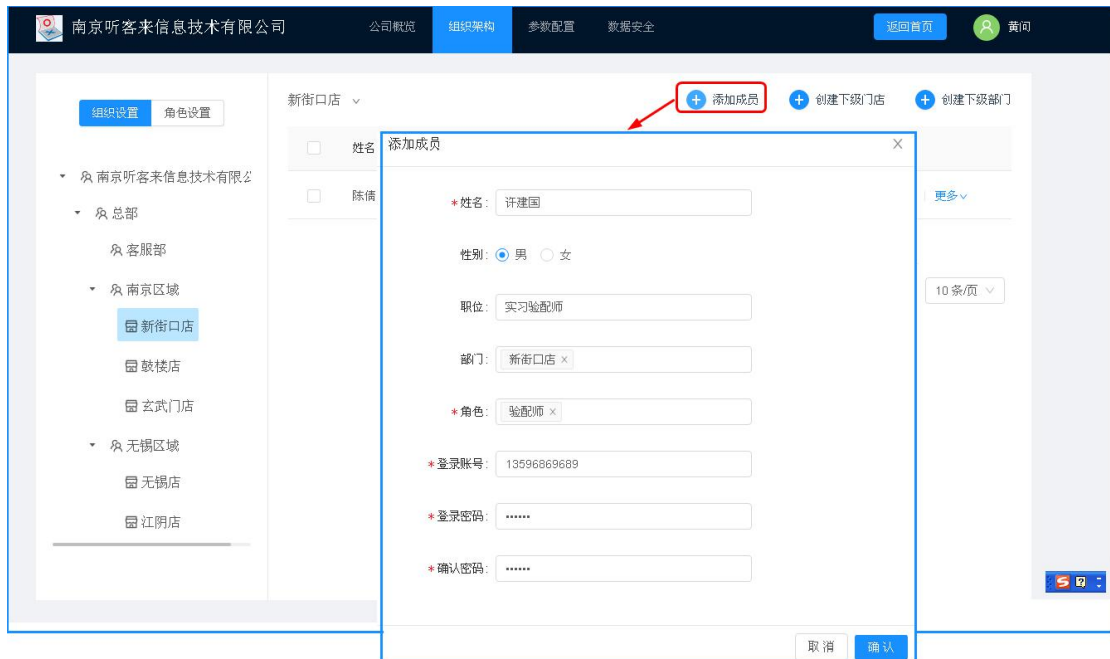 南京听客来信息技术有限公司 公司概览 组织架构 参数配置 数据安全 返回首页 黄问
组织设置 角色设置
新街口店
添加成员 创建下级门店 创建下级部门
姓名
陈倩
更多
10 条/页
南京听客来信息技术有限公
总部
客服部
南京区域
新街口店
鼓楼店
玄武门店
无锡区域
无锡店
江阴店
添加成员
*姓名: 许建国
性别: 男 女
职位: 实习验配师
部门: 新街口店 ×
*角色: 验配师 ×
*登录账号: 13596869689
*登录密码: ••••••
*确认密码: ••••••
取消 确认